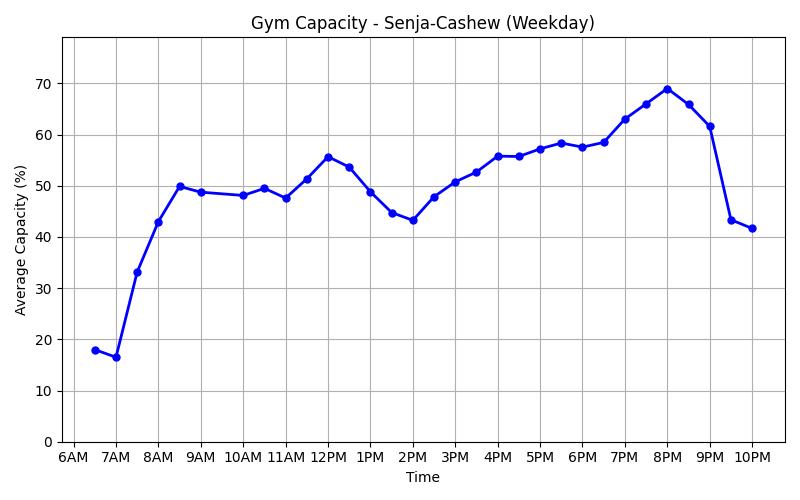 Gym Capacity - Senja-Cashew (Weekday)
Average Capacity (%)
70
60
50
40
30
20
10
0
6AM 7AM 8AM 9AM 10AM 11AM 12PM 1PM 2PM 3PM 4PM 5PM 6PM 7PM 8PM 9PM 10PM
Time